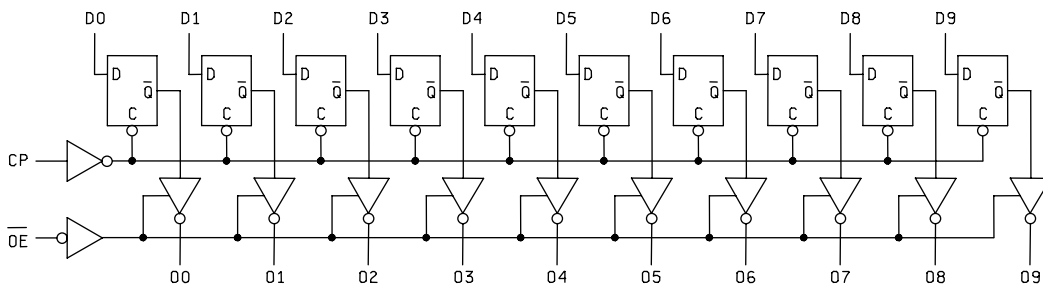 D0 D1 D2 D3 D4 D5 D6 D7 D8 D9
D D D D D D D D D D
Q̅ Q̅ Q̅ Q̅ Q̅ Q̅ Q̅ Q̅ Q̅ Q̅
C C C C C C C C C C
CP
O̅E̅
O0 O1 O2 O3 O4 O5 O6 O7 O8 O9